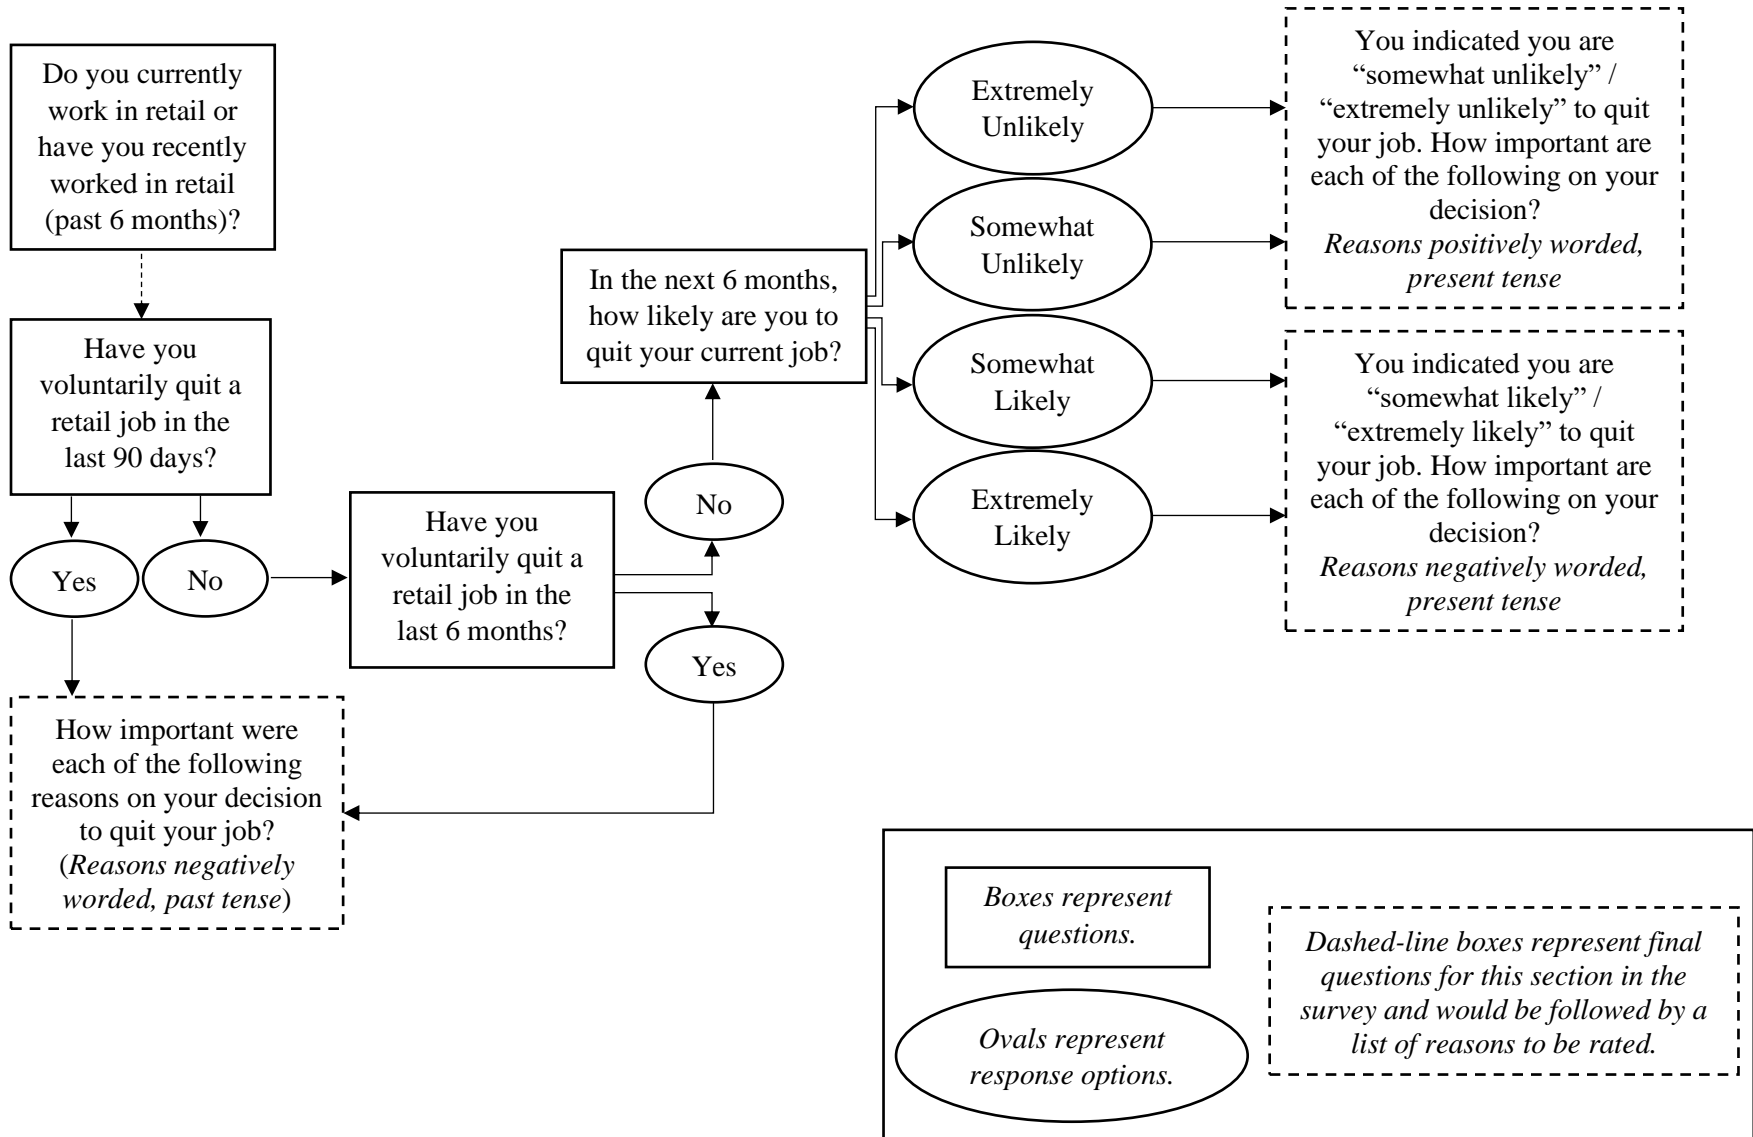 Do you currently
work in retail or
have you recently
worked in retail
(past 6 months)?
Have you
voluntarily quit a
retail job in the
last 90 days?
Yes
No
How important were
each of the following
reasons on your decision
to quit your job?
(Reasons negatively
worded, past tense)
Have you
voluntarily quit a
retail job in the
last 6 months?
No
Yes
In the next 6 months,
how likely are you to
quit your current job?
Extremely
Unlikely
Somewhat
Unlikely
Somewhat
Likely
Extremely
Likely
You indicated you are
“somewhat unlikely” /
“extremely unlikely” to quit
your job. How important are
each of the following on your
decision?
Reasons positively worded,
present tense
You indicated you are
“somewhat likely” /
“extremely likely” to quit
your job. How important are
each of the following on your
decision?
Reasons negatively worded,
present tense
Boxes represent
questions.
Ovals represent
response options.
Dashed-line boxes represent final
questions for this section in the
survey and would be followed by a
list of reasons to be rated.